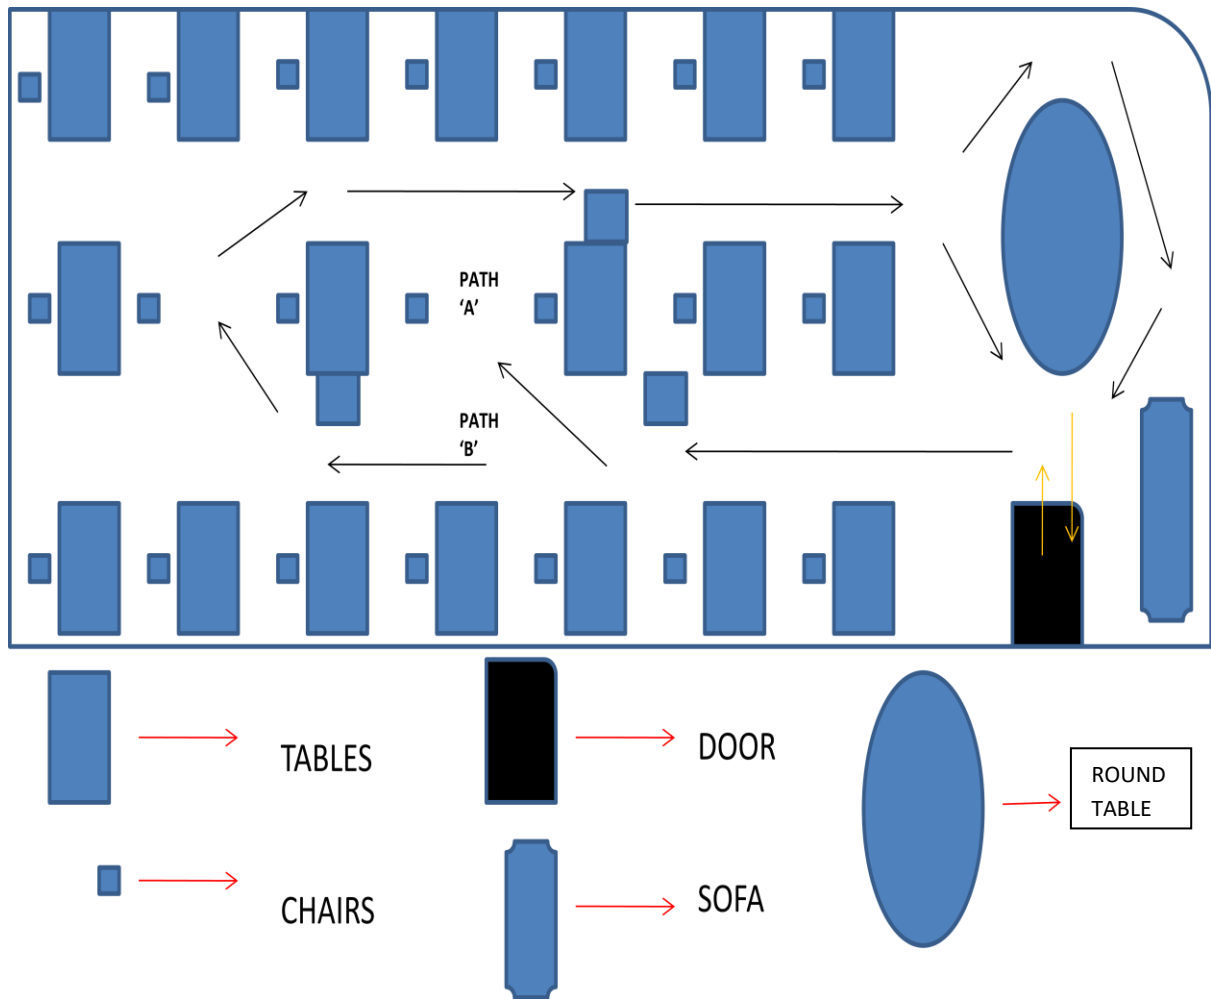 PATH
‘A’
PATH
‘B’
TABLES
DOOR
ROUND
TABLE
CHAIRS
SOFA